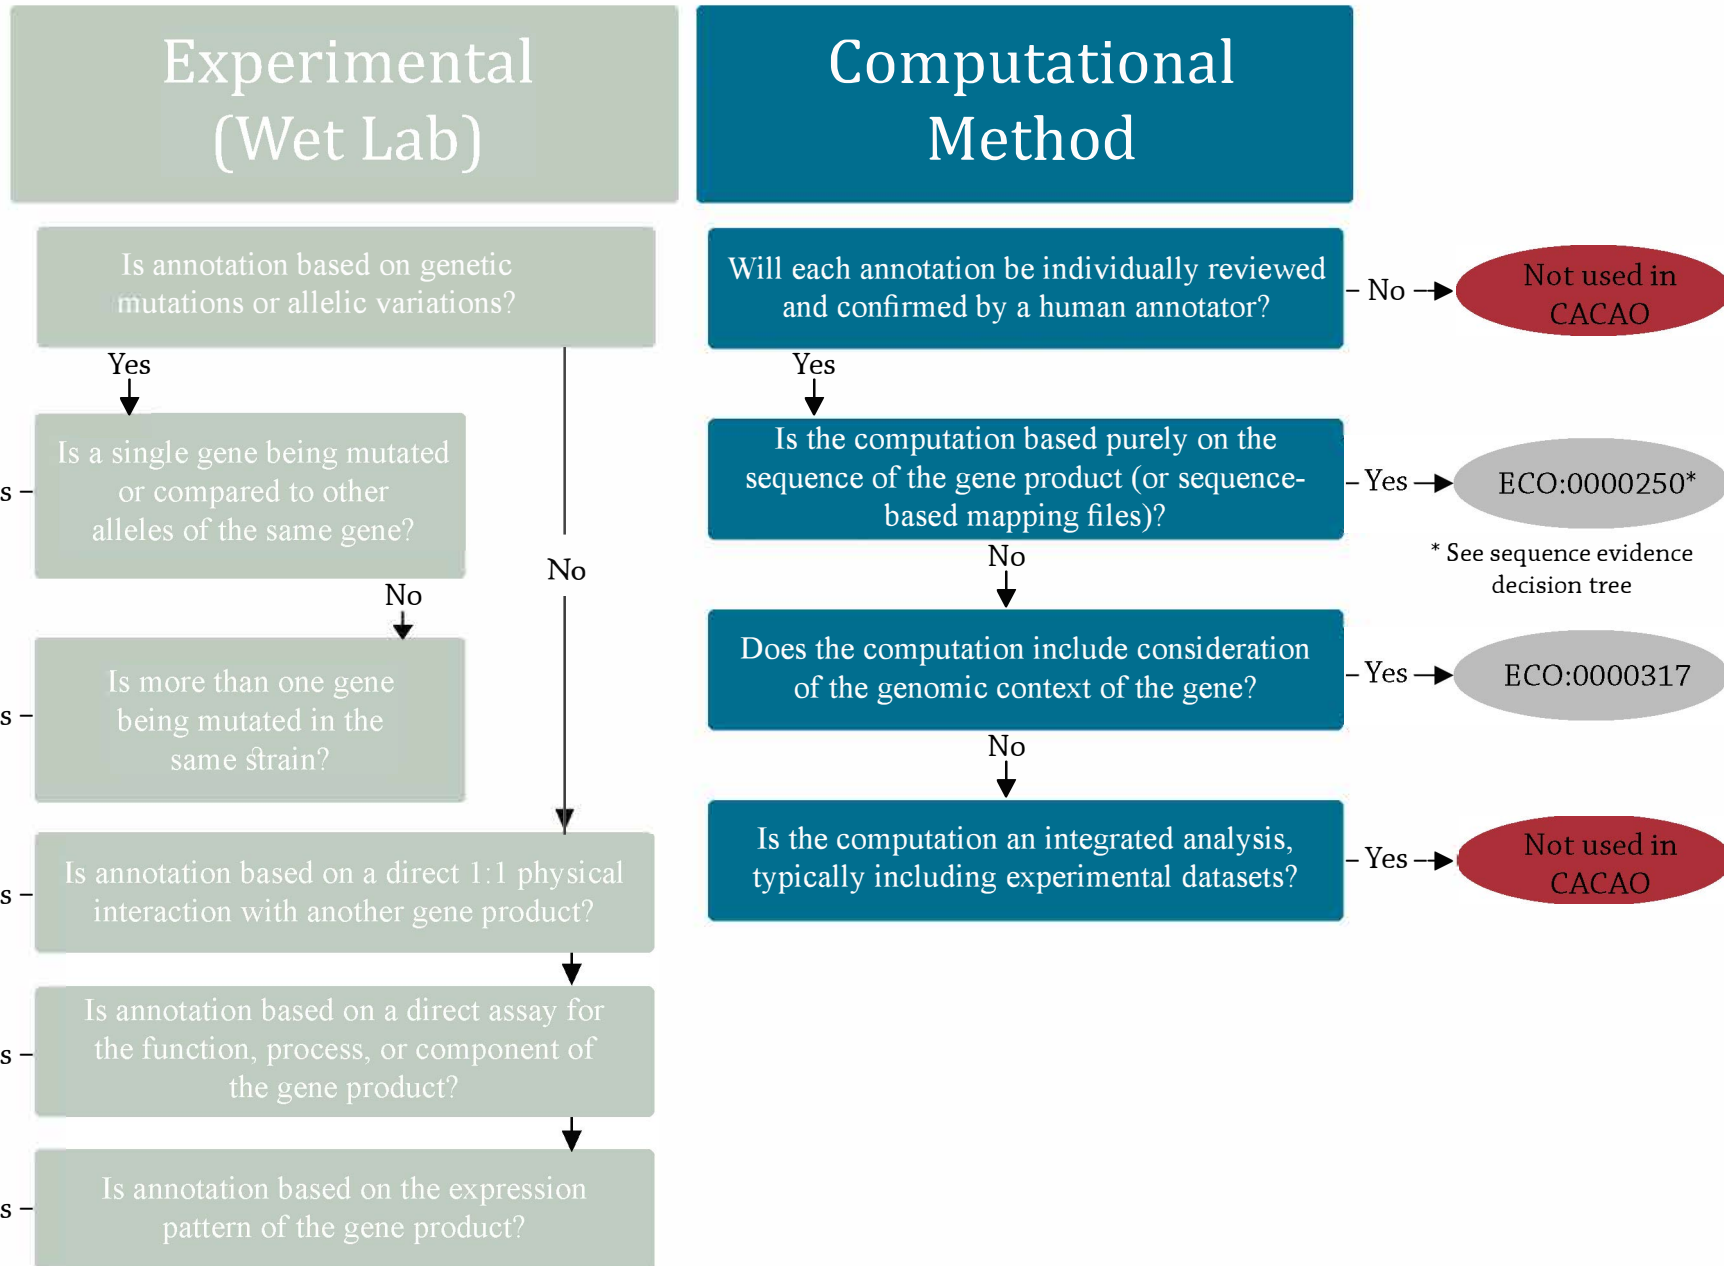 Experimental
(Wet Lab)
Is annotation based on genetic
mutations or allelic variations?
Yes
Is a single gene being mutated
or compared to other
alleles of the same gene?
s
No
No
Is more than one gene
being mutated in the
same strain?
s
Is annotation based on a direct 1:1 physical
interaction with another gene product?
s
Is annotation based on a direct assay for
the function, process, or component of
the gene product?
s
Is annotation based on the expression
pattern of the gene product?
s
Computational
Method
Will each annotation be individually reviewed
and confirmed by a human annotator?
No
Not used in
CACAO
Yes
Is the computation based purely on the
sequence of the gene product (or sequence-
based mapping files)?
Yes
ECO:0000250*
* See sequence evidence
decision tree
No
Does the computation include consideration
of the genomic context of the gene?
Yes
ECO:0000317
No
Is the computation an integrated analysis,
typically including experimental datasets?
Yes
Not used in
CACAO